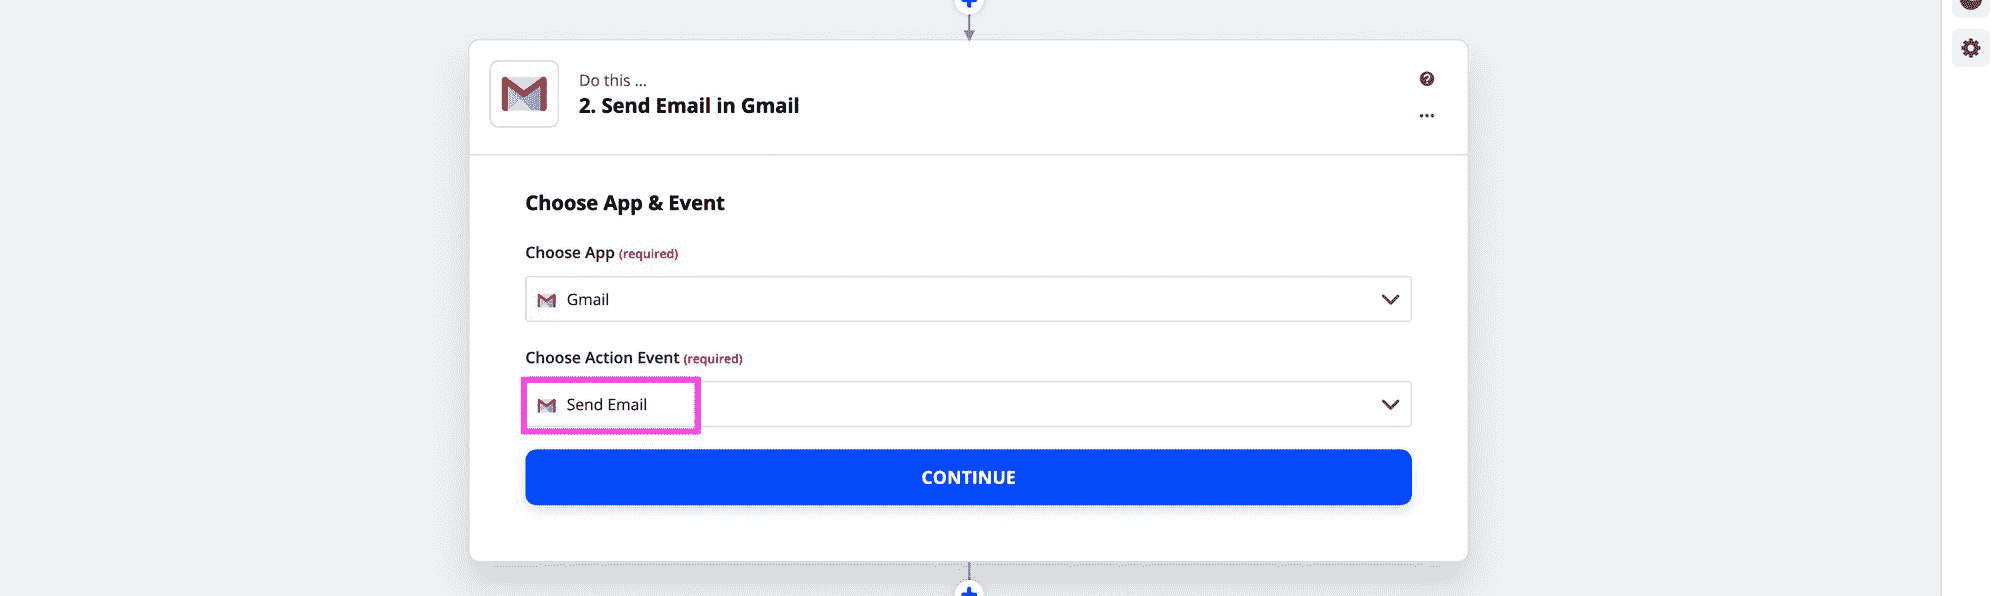 Do this ...
2. Send Email in Gmail
Choose App & Event
Choose App (required)
Gmail
Choose Action Event (required)
Send Email
CONTINUE